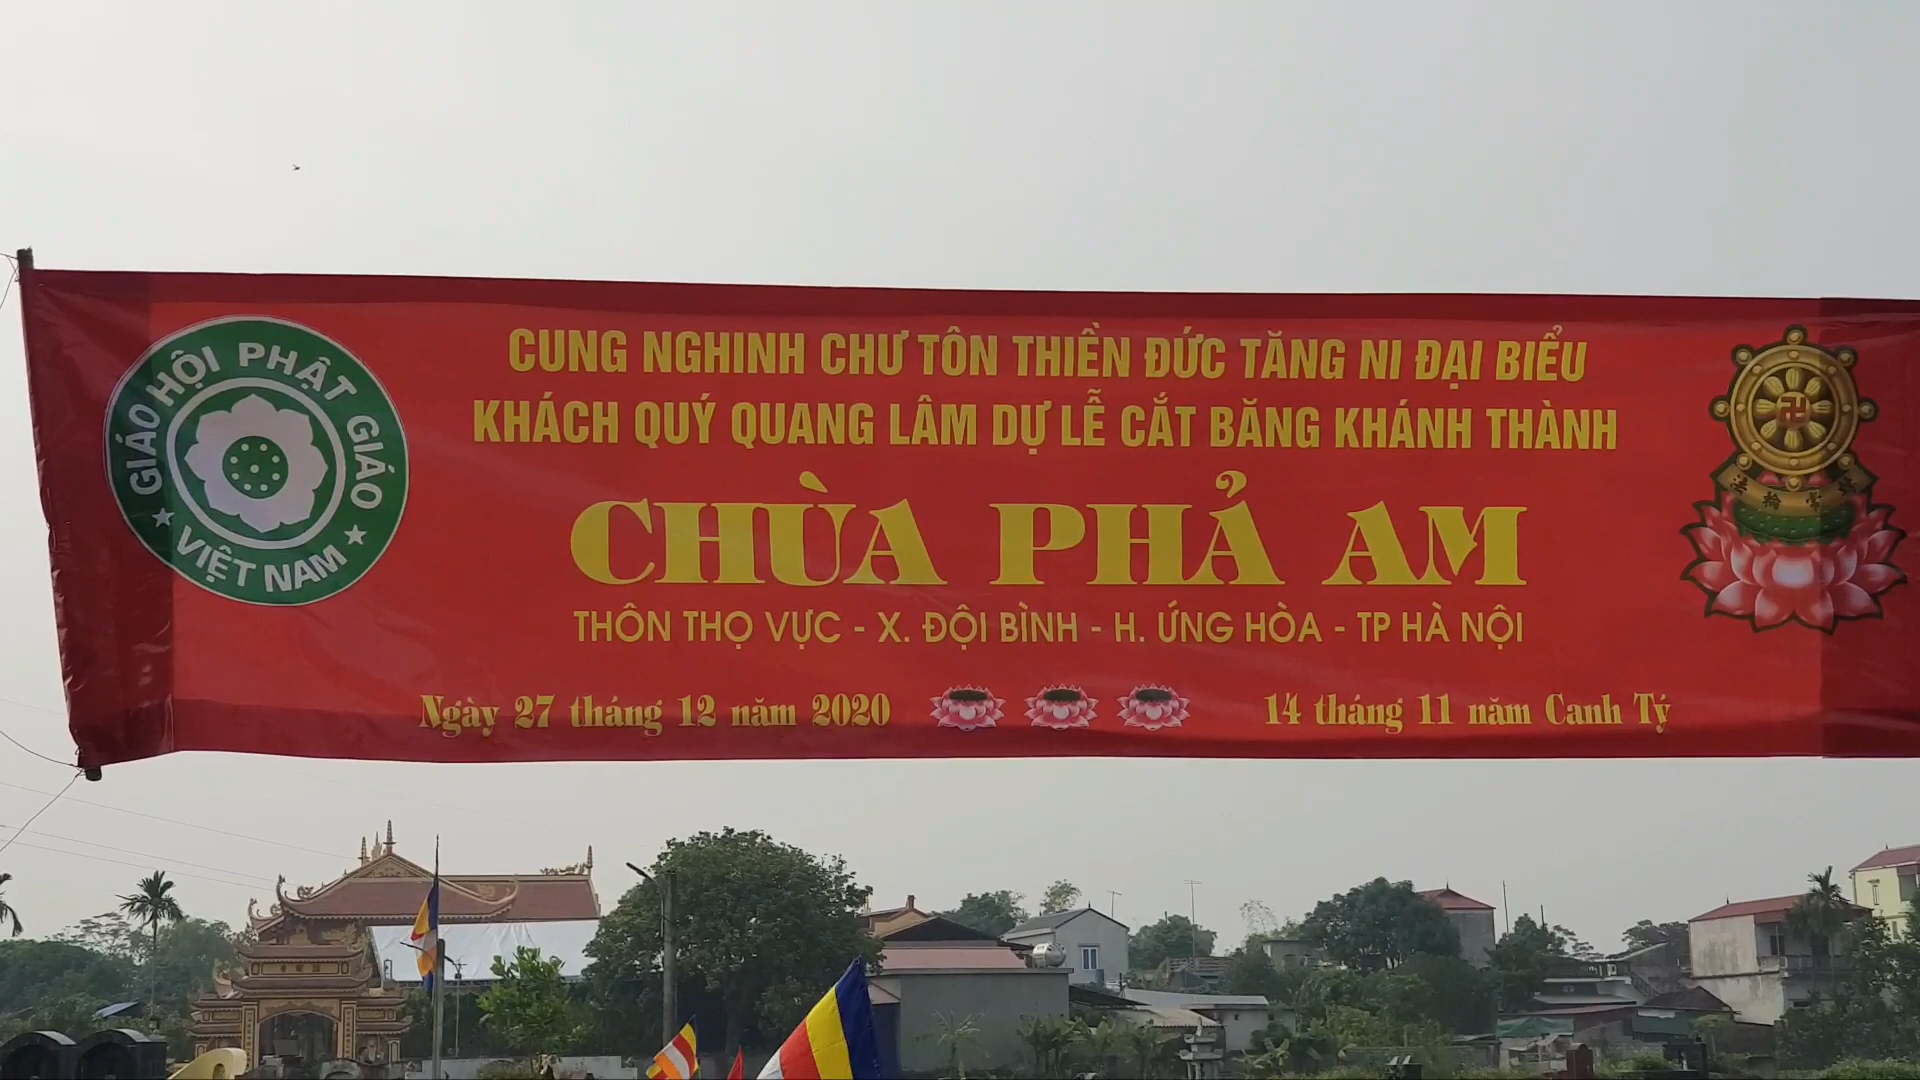 GIÁO HỘI PHẬT GIÁO
VIỆT NAM
CUNG NGHINH CHƯ TÔN THIỀN ĐỨC TĂNG NI ĐẠI BIỂU
KHÁCH QUÝ QUANG LÂM DỰ LỄ CẮT BĂNG KHÁNH THÀNH
CHÙA PHẢ AM
THÔN THỌ VỰC - X. ĐỘI BÌNH - H. ỨNG HÒA - TP HÀ NỘI
Ngày 27 tháng 12 năm 2020
14 tháng 11 năm Canh Tý